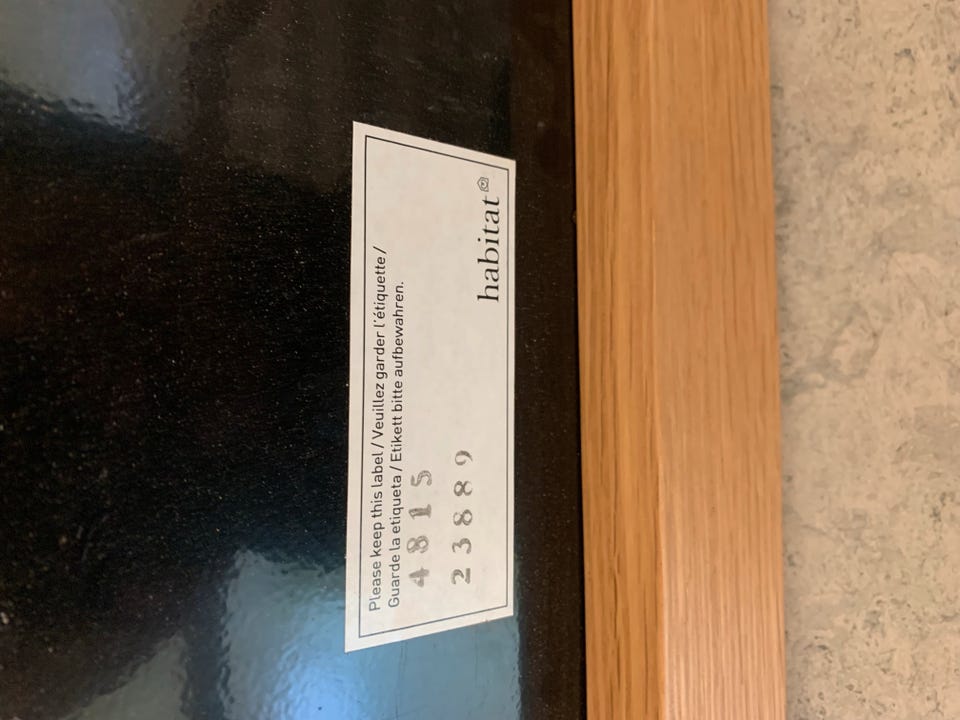 Please keep this label / Veuillez garder l'étiquette /
Guarde la etiqueta / Etikett bitte aufbewahren.
4815
23889
habitat